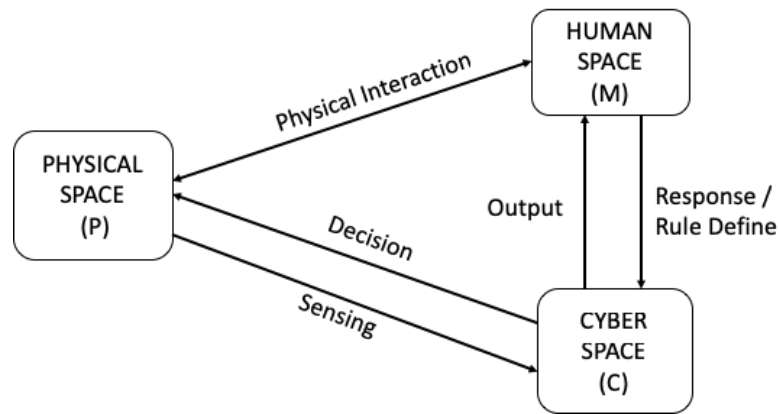 HUMAN
SPACE
(M)
Physical Interaction
PHYSICAL
SPACE
(P)
Output
Response /
Rule Define
Decision
Sensing
CYBER
SPACE
(C)